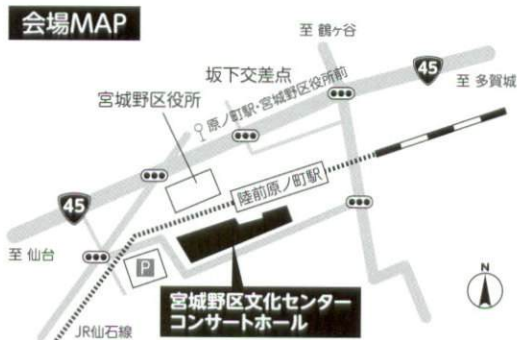 会場MAP
至 鶴ヶ谷
45
至 多賀城
坂下交差点
原ノ町駅・宮城野区役所前
宮城野区役所
陸前原ノ町駅
45
至 仙台
P
宮城野区文化センター
コンサートホール
JR仙石線
N